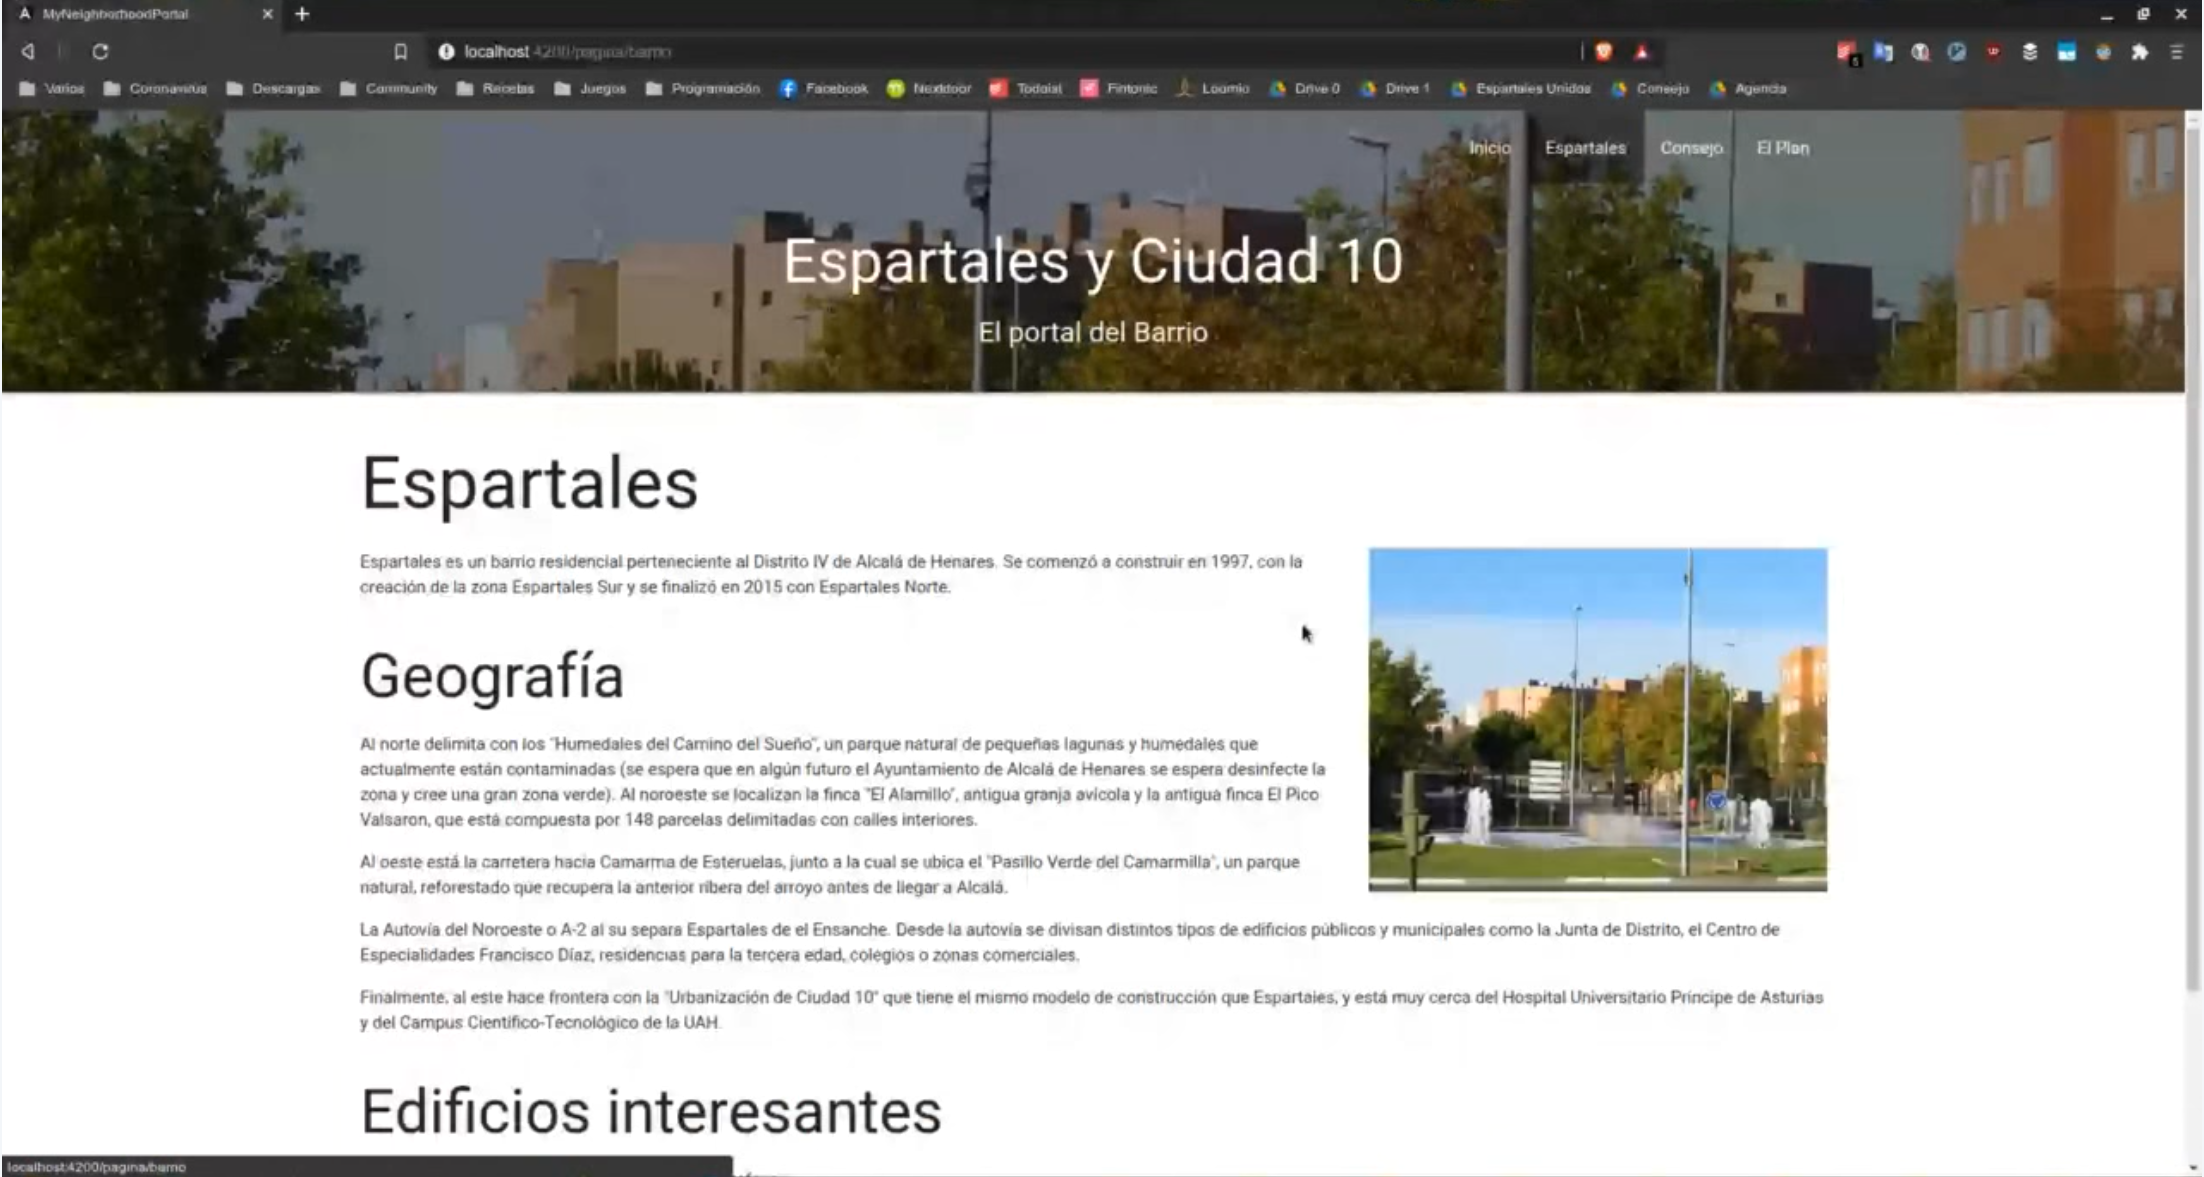 MyNeighborhoodPortal
localhost:4200/pagina/barrio
Varios Coronavirus Descargas Community Recetas Juegos Programación Facebook Nextdoor Todoist Fintonic Loomio Drive 0 Drive 1 Espartales Unidos Consejo Agencia
Inicio Espartales Consejo El Plan
Espartales y Ciudad 10
El portal del Barrio
Espartales
Espartales es un barrio residencial perteneciente al Distrito IV de Alcalá de Henares. Se comenzó a construir en 1997, con la
creación de la zona Espartales Sur y se finalizó en 2015 con Espartales Norte.
Geografía
Al norte delimita con los "Humedales del Camino del Sueño", un parque natural de pequeñas lagunas y humedales que
actualmente están contaminadas (se espera que en algún futuro el Ayuntamiento de Alcalá de Henares se espera desinfecte la
zona y cree una gran zona verde). Al noroeste se localizan la finca "El Alamillo", antigua granja avícola y la antigua finca El Pico
Valsaron, que está compuesta por 148 parcelas delimitadas con calles interiores.
Al oeste está la carretera hacia Camarma de Esteruelas, junto a la cual se ubica el "Pasillo Verde del Camarmilla", un parque
natural, reforestado que recupera la anterior ribera del arroyo antes de llegar a Alcalá.
La Autovía del Noroeste o A-2 al su separa Espartales de el Ensanche. Desde la autovía se divisan distintos tipos de edificios públicos y municipales como la Junta de Distrito, el Centro de
Especialidades Francisco Díaz, residencias para la tercera edad, colegios o zonas comerciales.
Finalmente, al este hace frontera con la "Urbanización de Ciudad 10" que tiene el mismo modelo de construcción que Espartales, y está muy cerca del Hospital Universitario Príncipe de Asturias
y del Campus Científico-Tecnológico de la UAH.
Edificios interesantes
localhost:4200/pagina/barrio